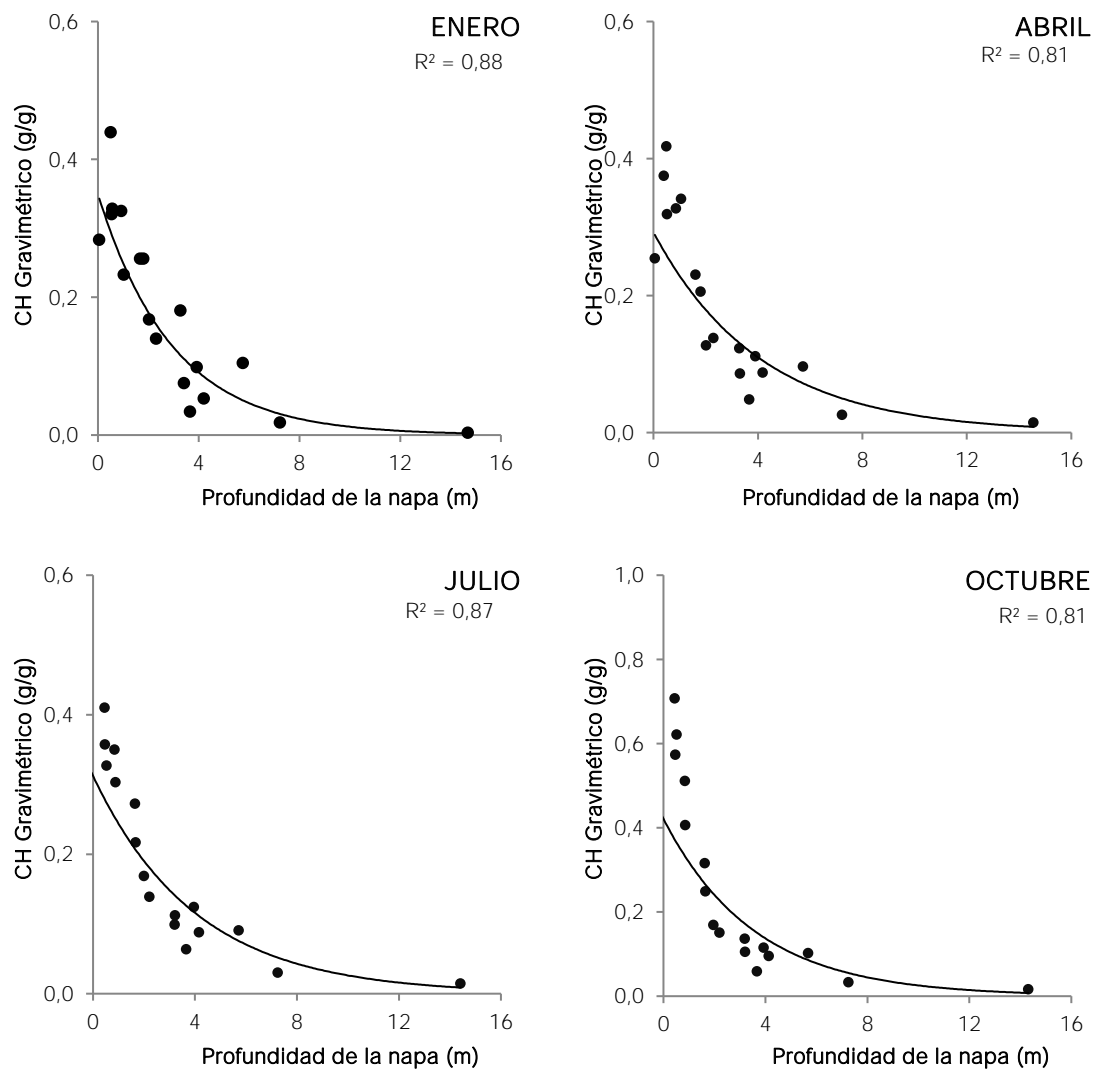 ENERO
R² = 0,88
CH Gravimétrico (g/g)
0,6
0,4
0,2
0,0
0 4 8 12 16
Profundidad de la napa (m)
ABRIL
R² = 0,81
CH Gravimétrico (g/g)
0,6
0,4
0,2
0,0
0 4 8 12 16
Profundidad de la napa (m)
JULIO
R² = 0,87
CH Gravimétrico (g/g)
0,6
0,4
0,2
0,0
0 4 8 12 16
Profundidad de la napa (m)
OCTUBRE
R² = 0,81
CH Gravimétrico (g/g)
1,0
0,8
0,6
0,4
0,2
0,0
0 4 8 12 16
Profundidad de la napa (m)